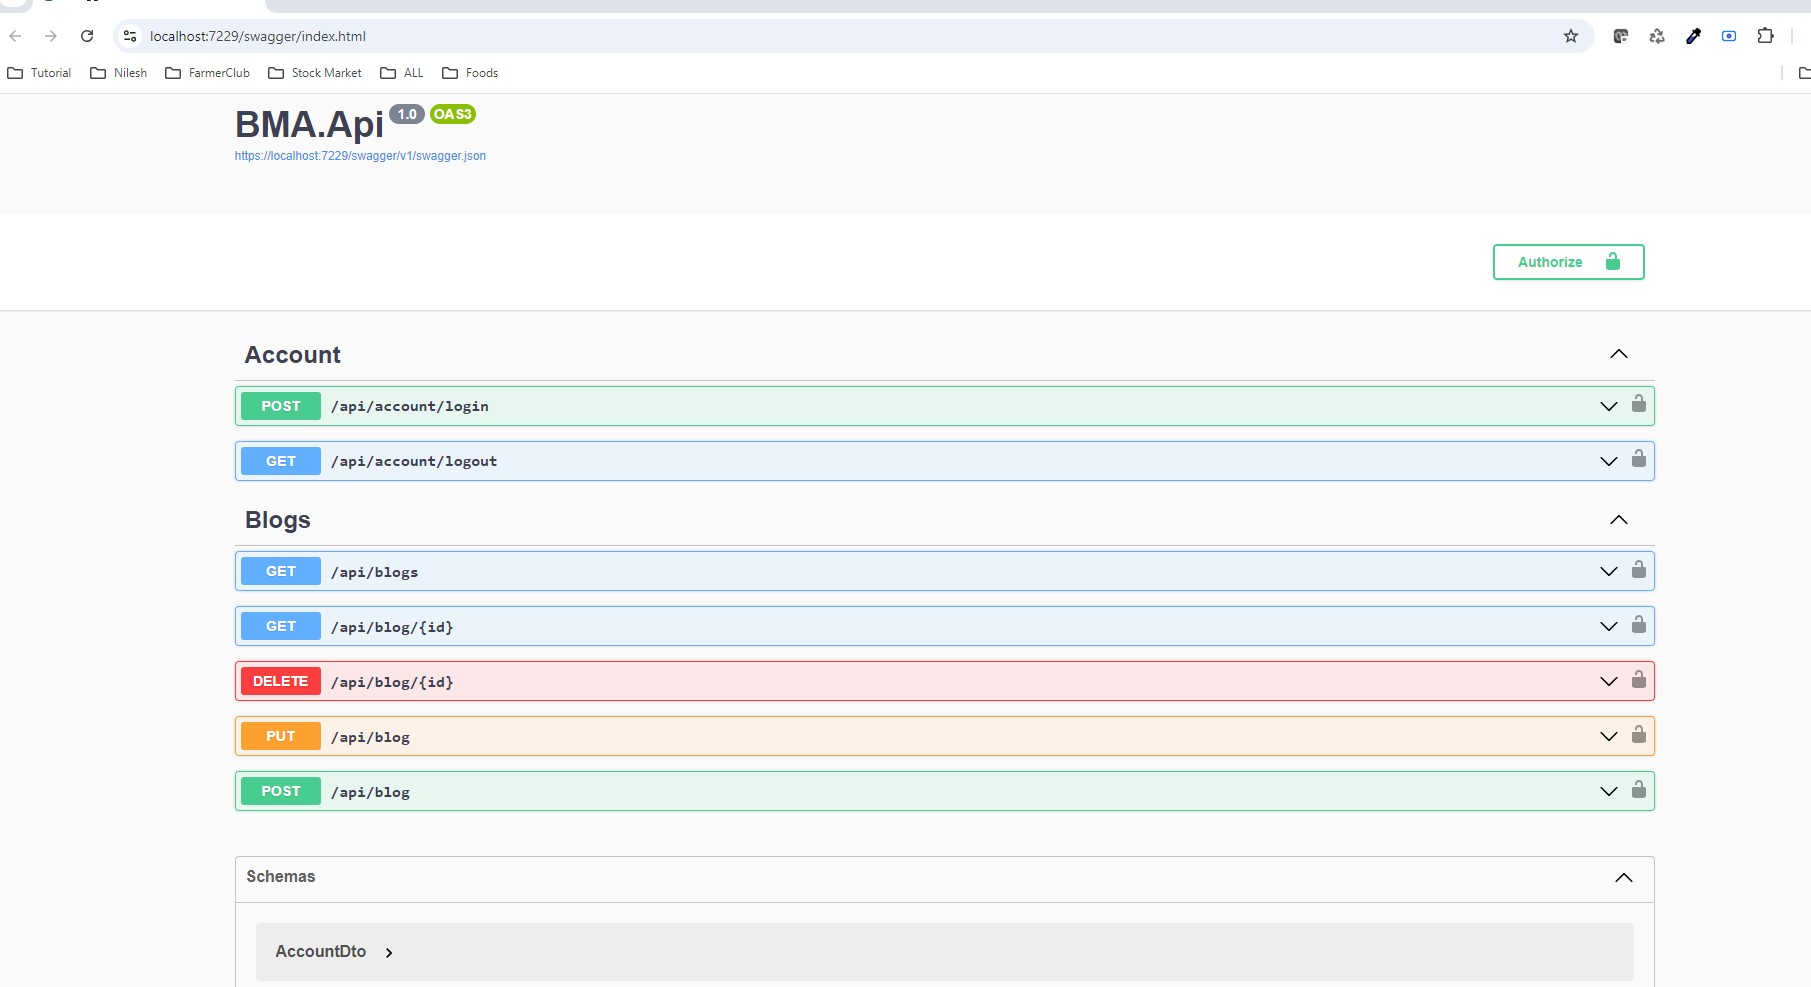 localhost:7229/swagger/index.html
Tutorial Nilesh FarmerClub Stock Market ALL Foods
BMA.Api 1.0 OAS3
https://localhost:7229/swagger/v1/swagger.json
Authorize
Account
POST /api/account/login
GET /api/account/logout
Blogs
GET /api/blogs
GET /api/blog/{id}
DELETE /api/blog/{id}
PUT /api/blog
POST /api/blog
Schemas
AccountDto